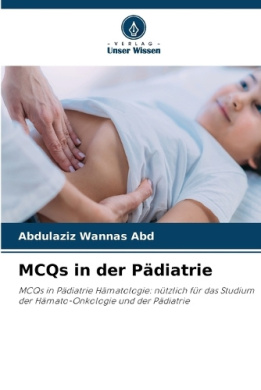 - VERLAG -
Unser Wissen
Abdulaziz Wannas Abd
MCQs in der Pädiatrie
MCQs in Pädiatrie Hämatologie: nützlich für das Studium
der Hämato-Onkologie und der Pädiatrie